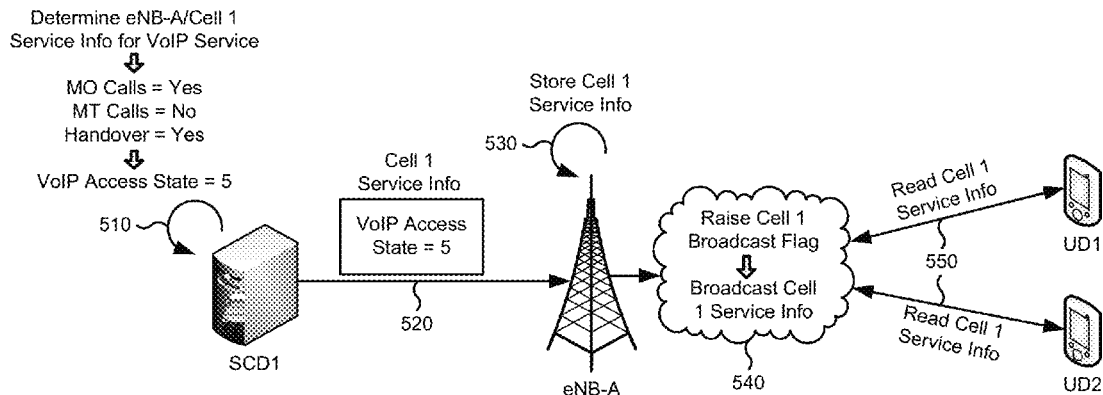 Determine eNB-A/Cell 1
Service Info for VoIP Service
MO Calls = Yes
MT Calls = No
Handover = Yes
VoIP Access State = 5
510
SCD1
Cell 1
Service Info
VoIP Access
State = 5
520
Store Cell 1
Service Info
530
eNB-A
Raise Cell 1
Broadcast Flag
Broadcast Cell
1 Service Info
540
Read Cell 1
Service Info
550
Read Cell 1
Service Info
UD1
UD2